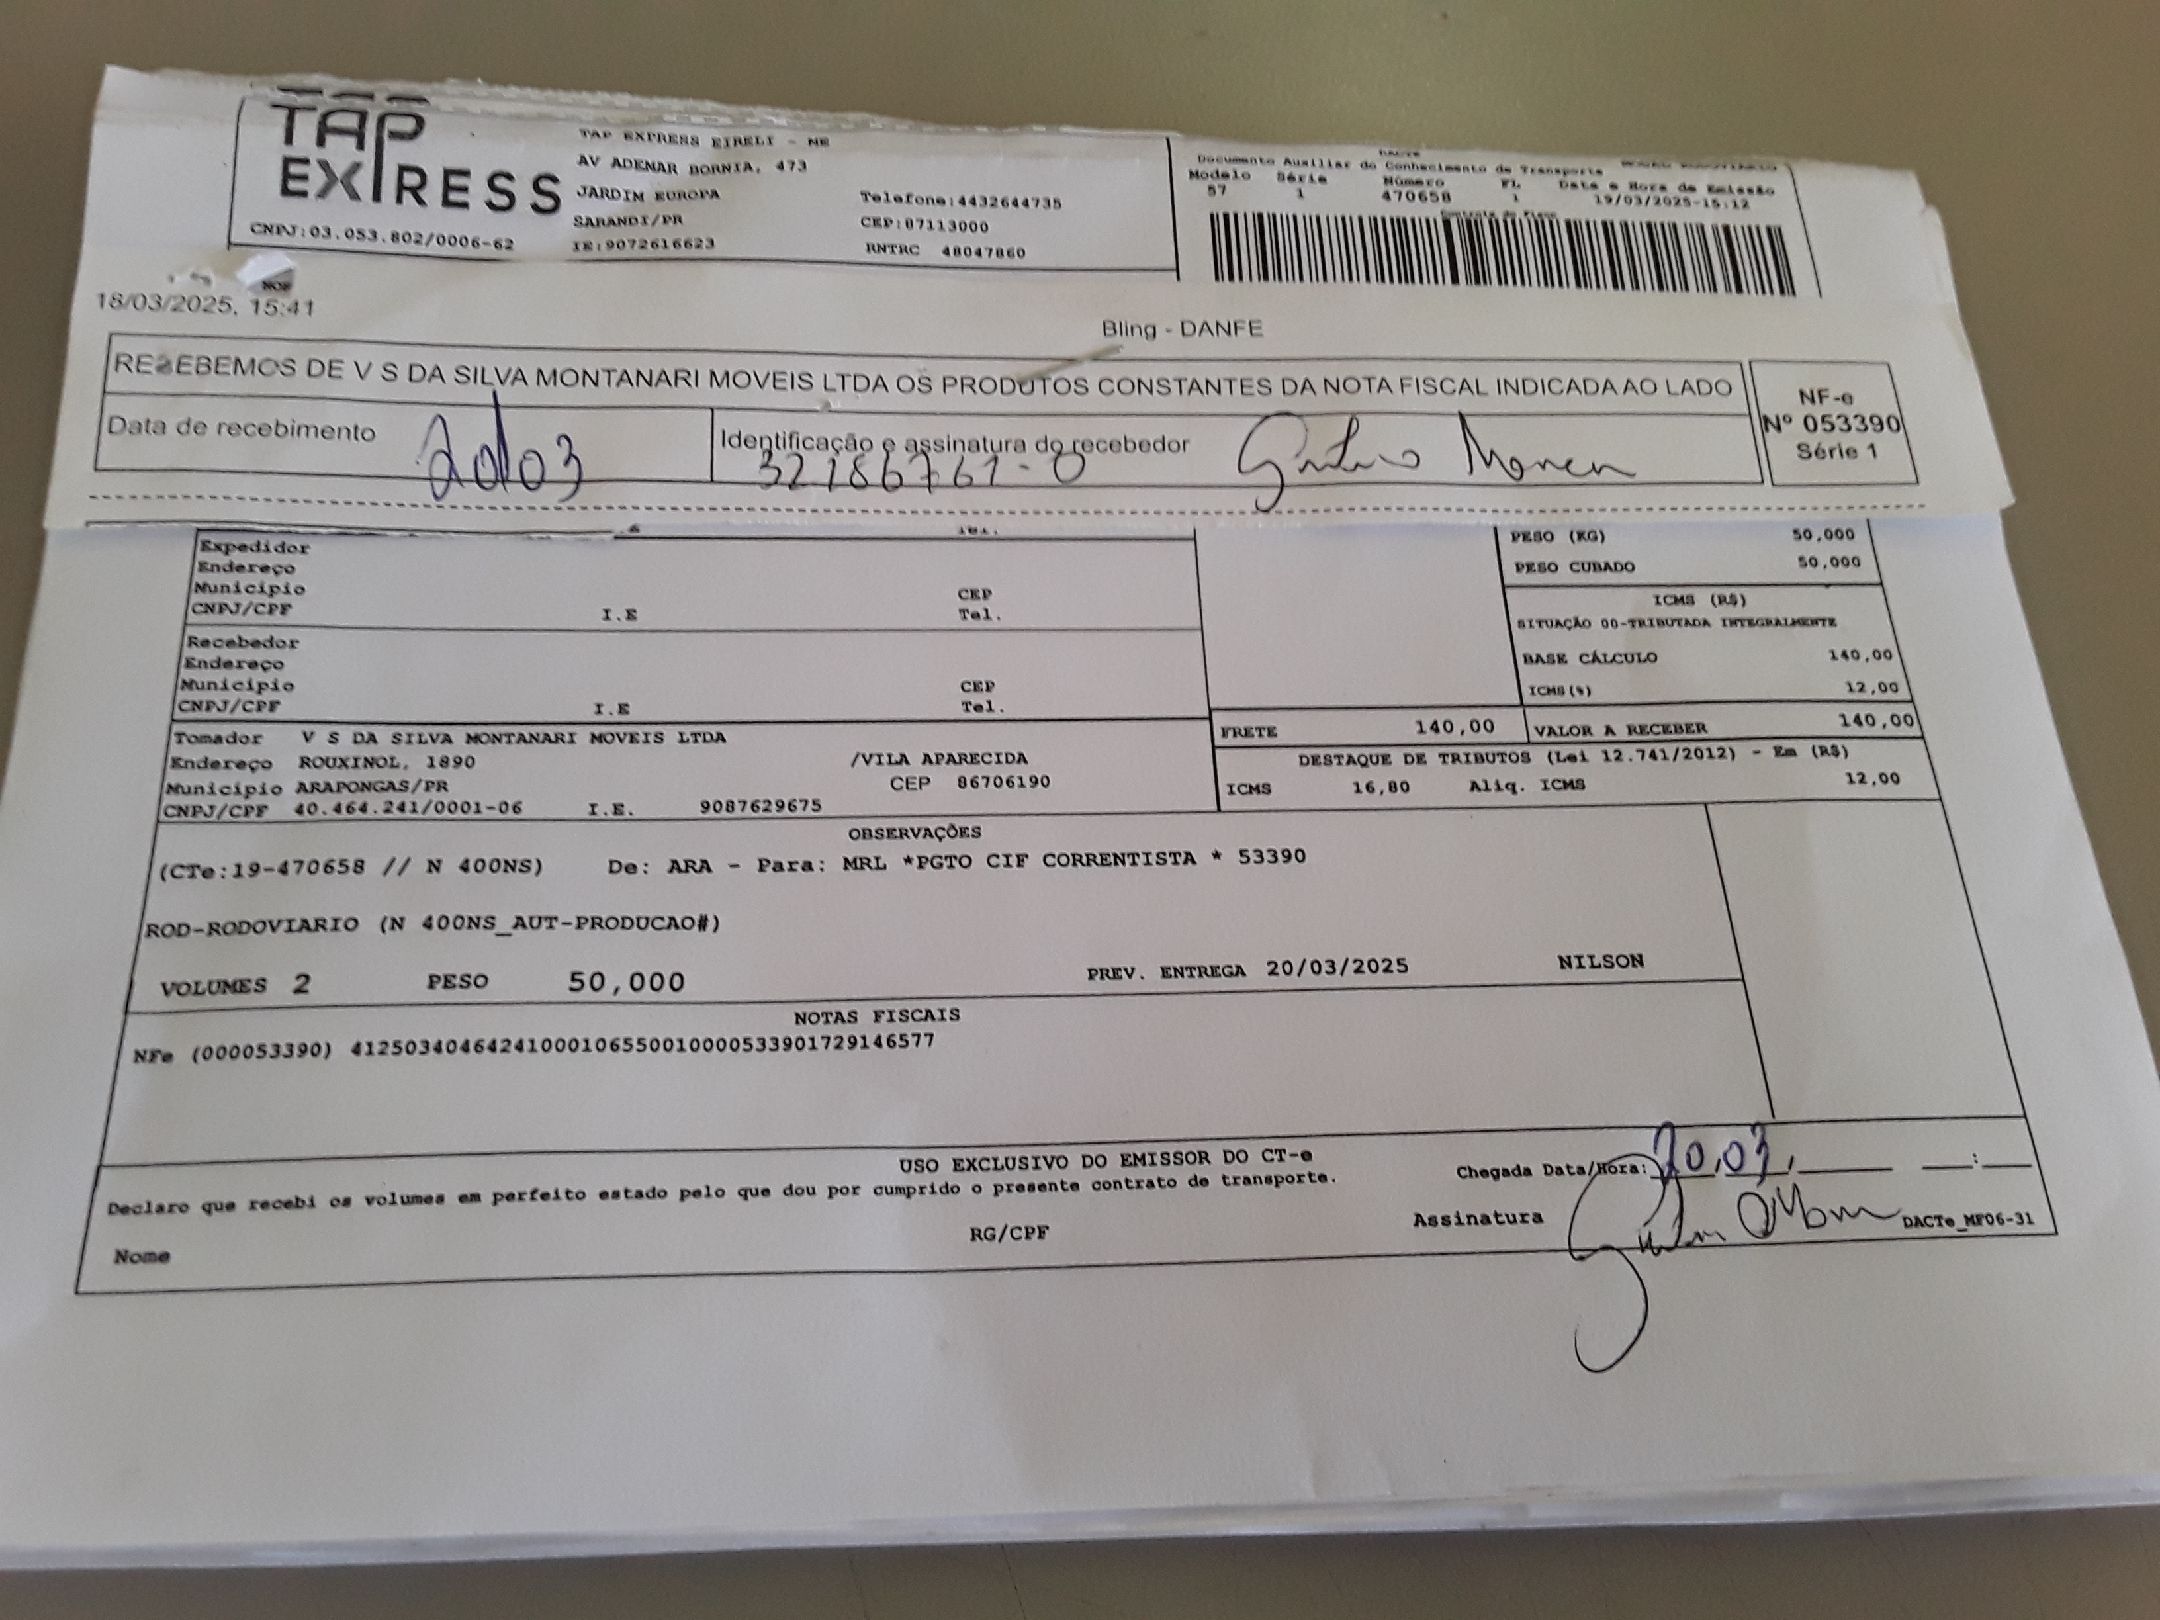 TAP
EXPRESS
CNPJ:03.053.802/0006-62
TAP EXPRESS EIRELI - ME
AV ADEMAR BORNIA, 473
JARDIM EUROPA
SARANDI/PR
IE:9072616623
Telefone:4432644735
CEP:87113000
RNTRC 48047860
DACTE
Documento Auxiliar do Conhecimento de Transporte MODAL RODOVIARIO
Modelo Série Número FL Data e Hora de Emissão
57 1 470658 1 19/03/2025-15:12
Controle do Fisco
18/03/2025, 15:41
Bling - DANFE
RECEBEMOS DE V S DA SILVA MONTANARI MOVEIS LTDA OS PRODUTOS CONSTANTES DA NOTA FISCAL INDICADA AO LADO
NF-e
Nº 053390
Série 1
Data de recebimento
20/03
Identificação e assinatura do recebedor
32186761-0
Expedidor
Endereço
Municipio CEP
CNPJ/CPF I.E Tel.
Recebedor
Endereço
Municipio CEP
CNPJ/CPF I.E Tel.
PESO (KG) 50,000
PESO CUBADO 50,000
ICMS (R$)
SITUAÇÃO 00-TRIBUTADA INTEGRALMENTE
BASE CÁLCULO 140,00
ICMS(%) 12,00
FRETE 140,00 VALOR A RECEBER 140,00
Tomador V S DA SILVA MONTANARI MOVEIS LTDA
Endereço ROUXINOL, 1890 /VILA APARECIDA
Municipio ARAPONGAS/PR CEP 86706190
CNPJ/CPF 40.464.241/0001-06 I.E. 9087629675
DESTAQUE DE TRIBUTOS (Lei 12.741/2012) - Em (R$)
ICMS 16,80 Aliq. ICMS 12,00
OBSERVAÇÕES
(CTe:19-470658 // N 400NS) De: ARA - Para: MRL *PGTO CIF CORRENTISTA * 53390
ROD-RODOVIARIO (N 400NS_AUT-PRODUCAO#)
VOLUMES 2 PESO 50,000 PREV. ENTREGA 20/03/2025 NILSON
NOTAS FISCAIS
NFe (000053390) 41250340464241000106550010000533901729146577
USO EXCLUSIVO DO EMISSOR DO CT-e
Declaro que recebi os volumes em perfeito estado pelo que dou por cumprido o presente contrato de transporte.
Chegada Data/Hora: 20,03,
Nome RG/CPF Assinatura DACTe_MF06-31